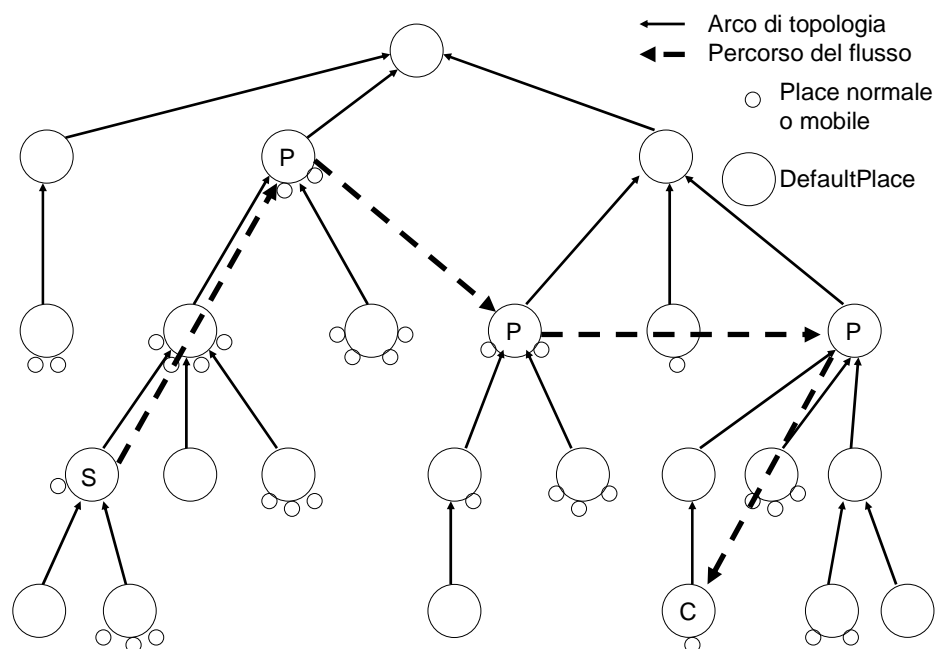 Arco di topologia
Percorso del flusso
Place normale
o mobile
P
DefaultPlace
P
P
S
C